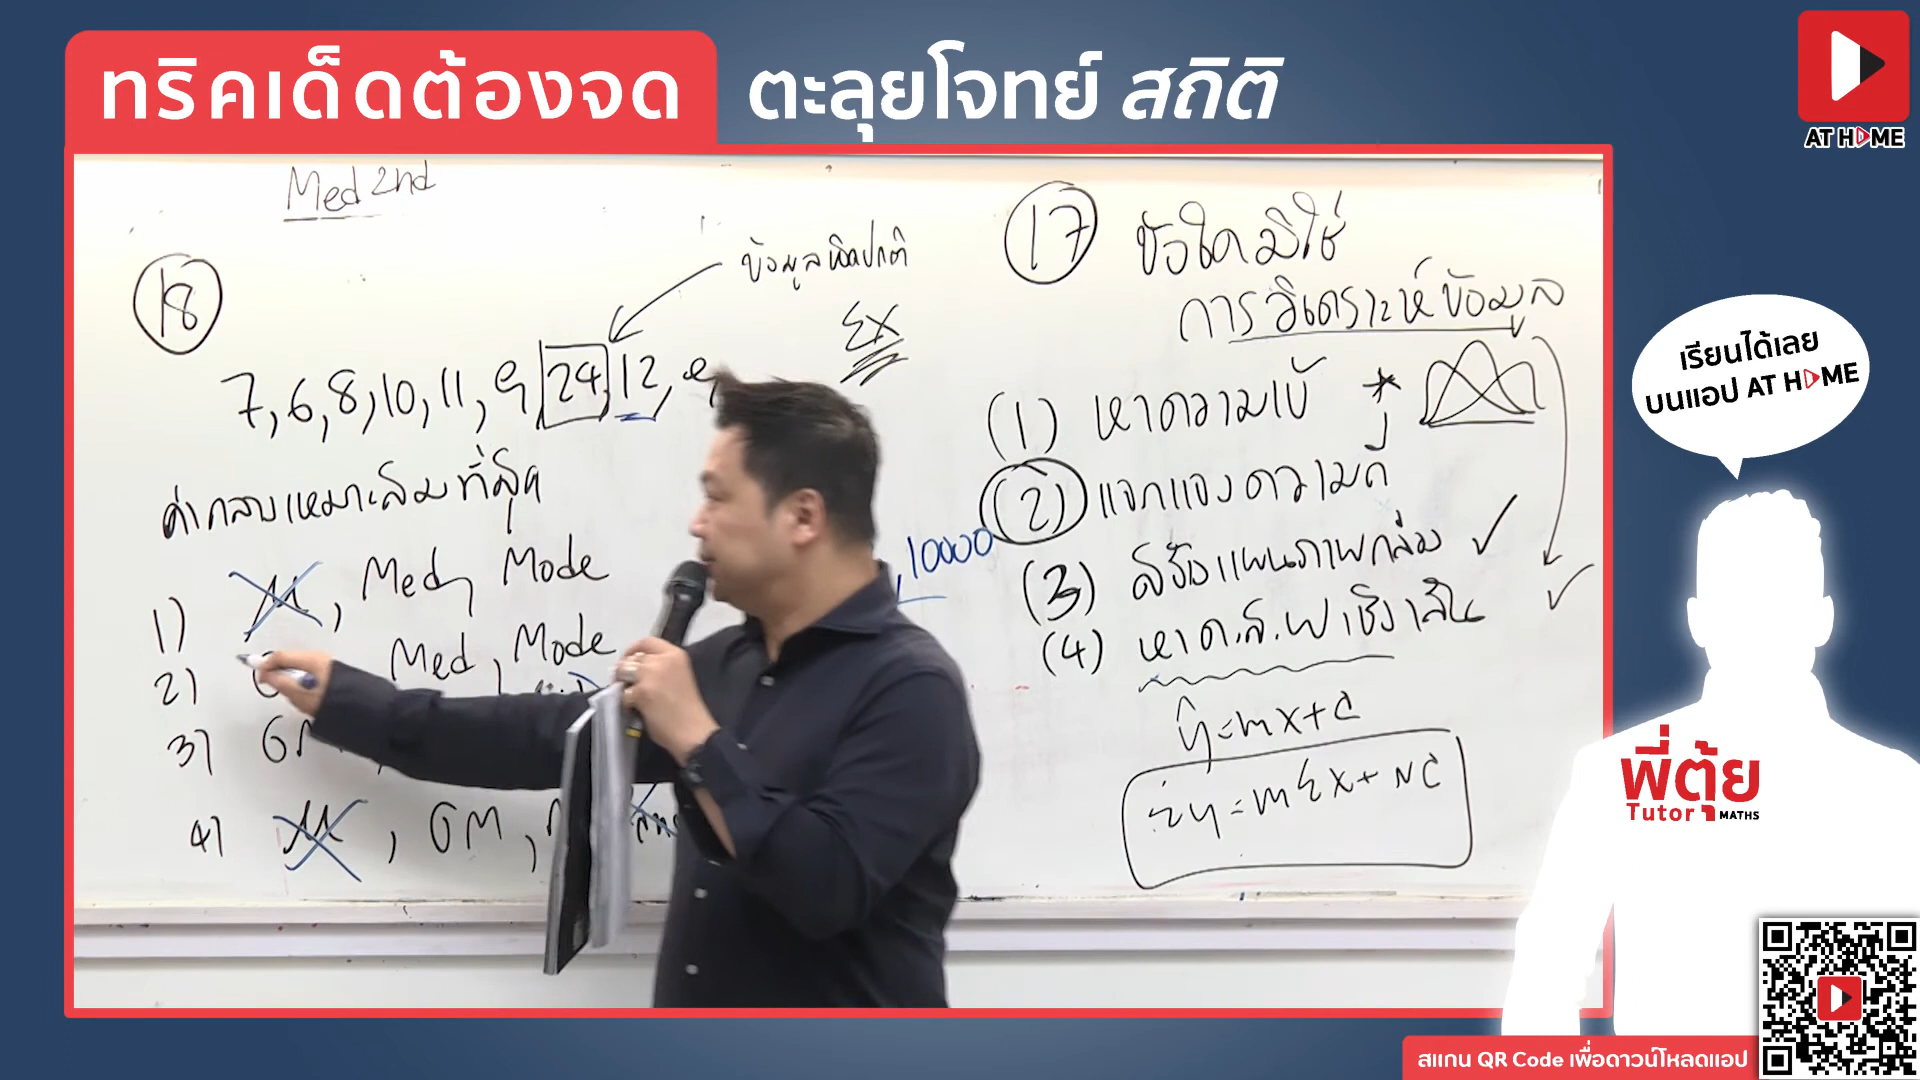 ทริคเด็ดต้องจด ตะลุยโจทย์ สถิติ
AT HOME
Med 2nd
18
ข้อมูลผิดปกติ
Σx
7, 6, 8, 10, 11, 9, 24, 12, 9
ค่ากลางเหมาะสมที่สุด
1) μ, Med, Mode
2) Med, Mode
3) GM
4) μ, GM,
, 10000
17 ข้อใดมิใช่
การวิเคราะห์ข้อมูล
(1) หาความเบ้
(2) แจกแจงความถี่
(3) สร้างแผนภาพกล่อง ✓
(4) หา ค.ส.พ เชิงเส้น ✓
ŷ = mx + c
Σy = mΣx + NC
เรียนได้เลย
บนแอป AT HOME
พี่ตุ้ย
Tutor MATHS
สแกน QR Code เพื่อดาวน์โหลดแอป